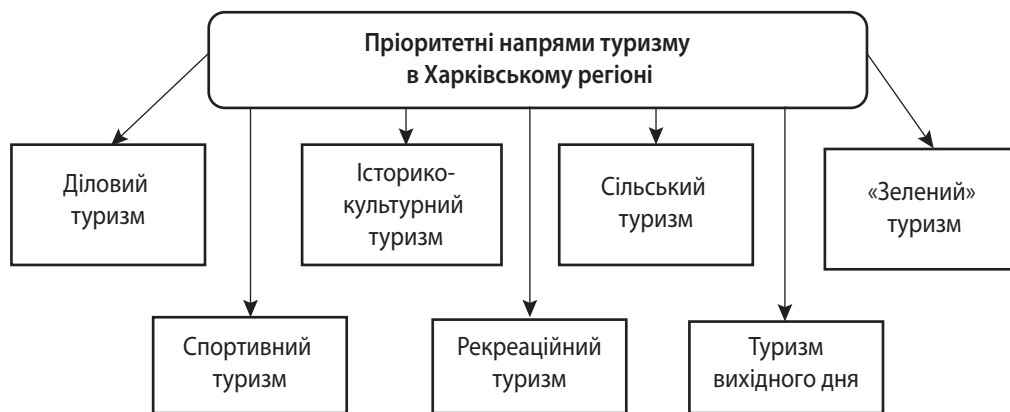 Пріоритетні напрями туризму
в Харківському регіоні
Діловий
туризм
Історико-
культурний
туризм
Сільський
туризм
«Зелений»
туризм
Спортивний
туризм
Рекреаційний
туризм
Туризм
вихідного дня